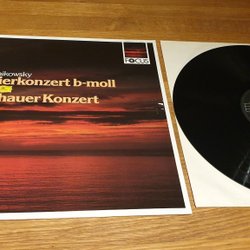 ikowsky
ierkonzert b-moll
hauer Konzert
FOCUS